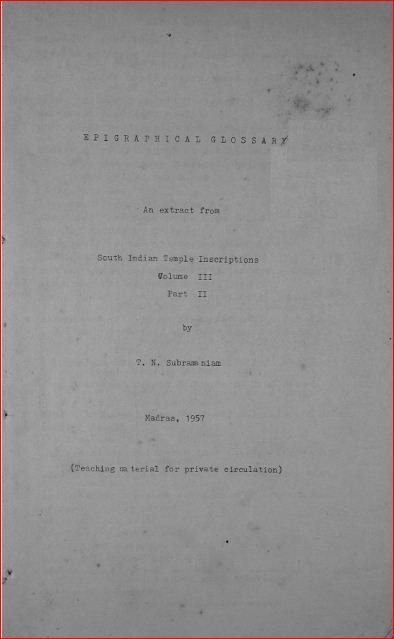 EPIGRAPHICAL GLOSSARY
An extract from
South Indian Temple Inscriptions
Volume III
Part II
by
T. N. Subramaniam
Madras, 1957
(Teaching material for private circulation)